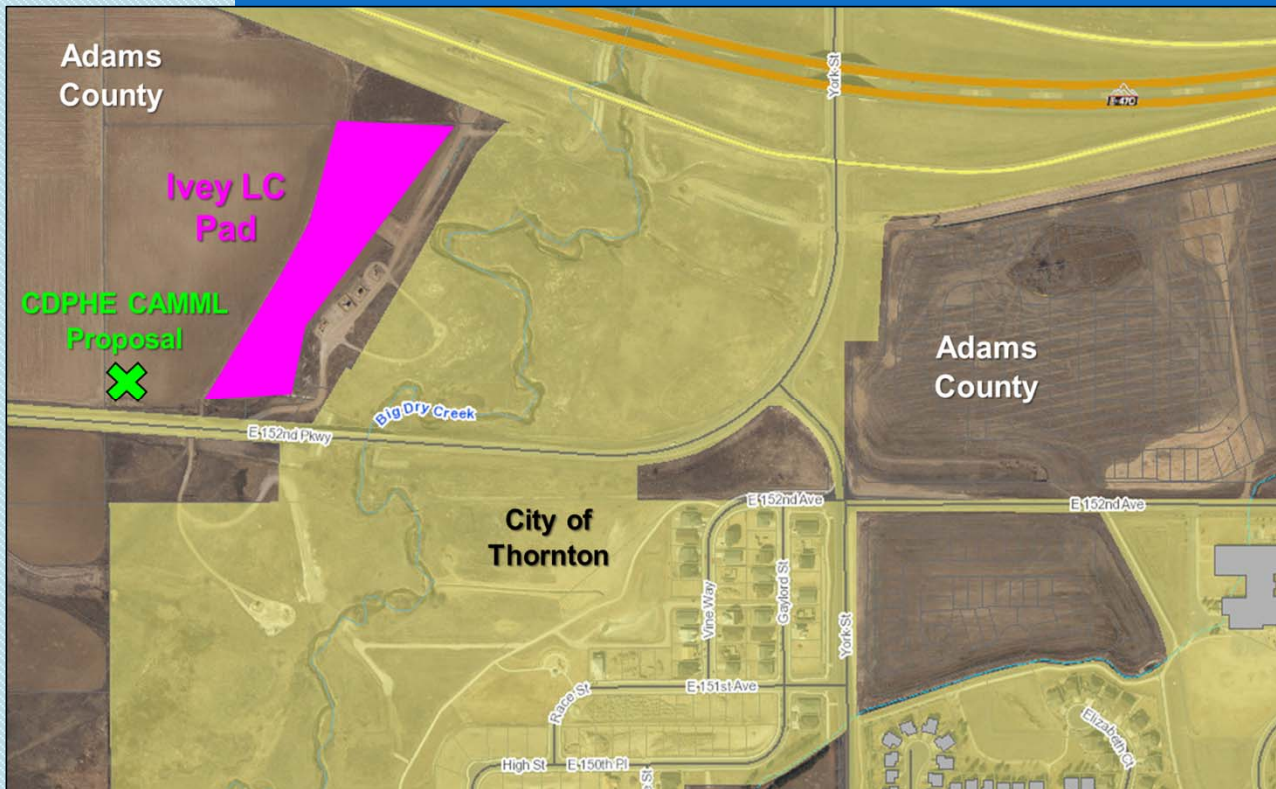 Adams
County
York St
E-470
Ivey LC
Pad
CDPHE CAMML
Proposal
Adams
County
Big Dry Creek
E 152nd Pkwy
E 152nd Ave
E 152nd Ave
City of
Thornton
Vine Way
Gaylord St
York St
E 151st Ave
Race St
Elizabeth Ct
High St
E 150th Pl
e St